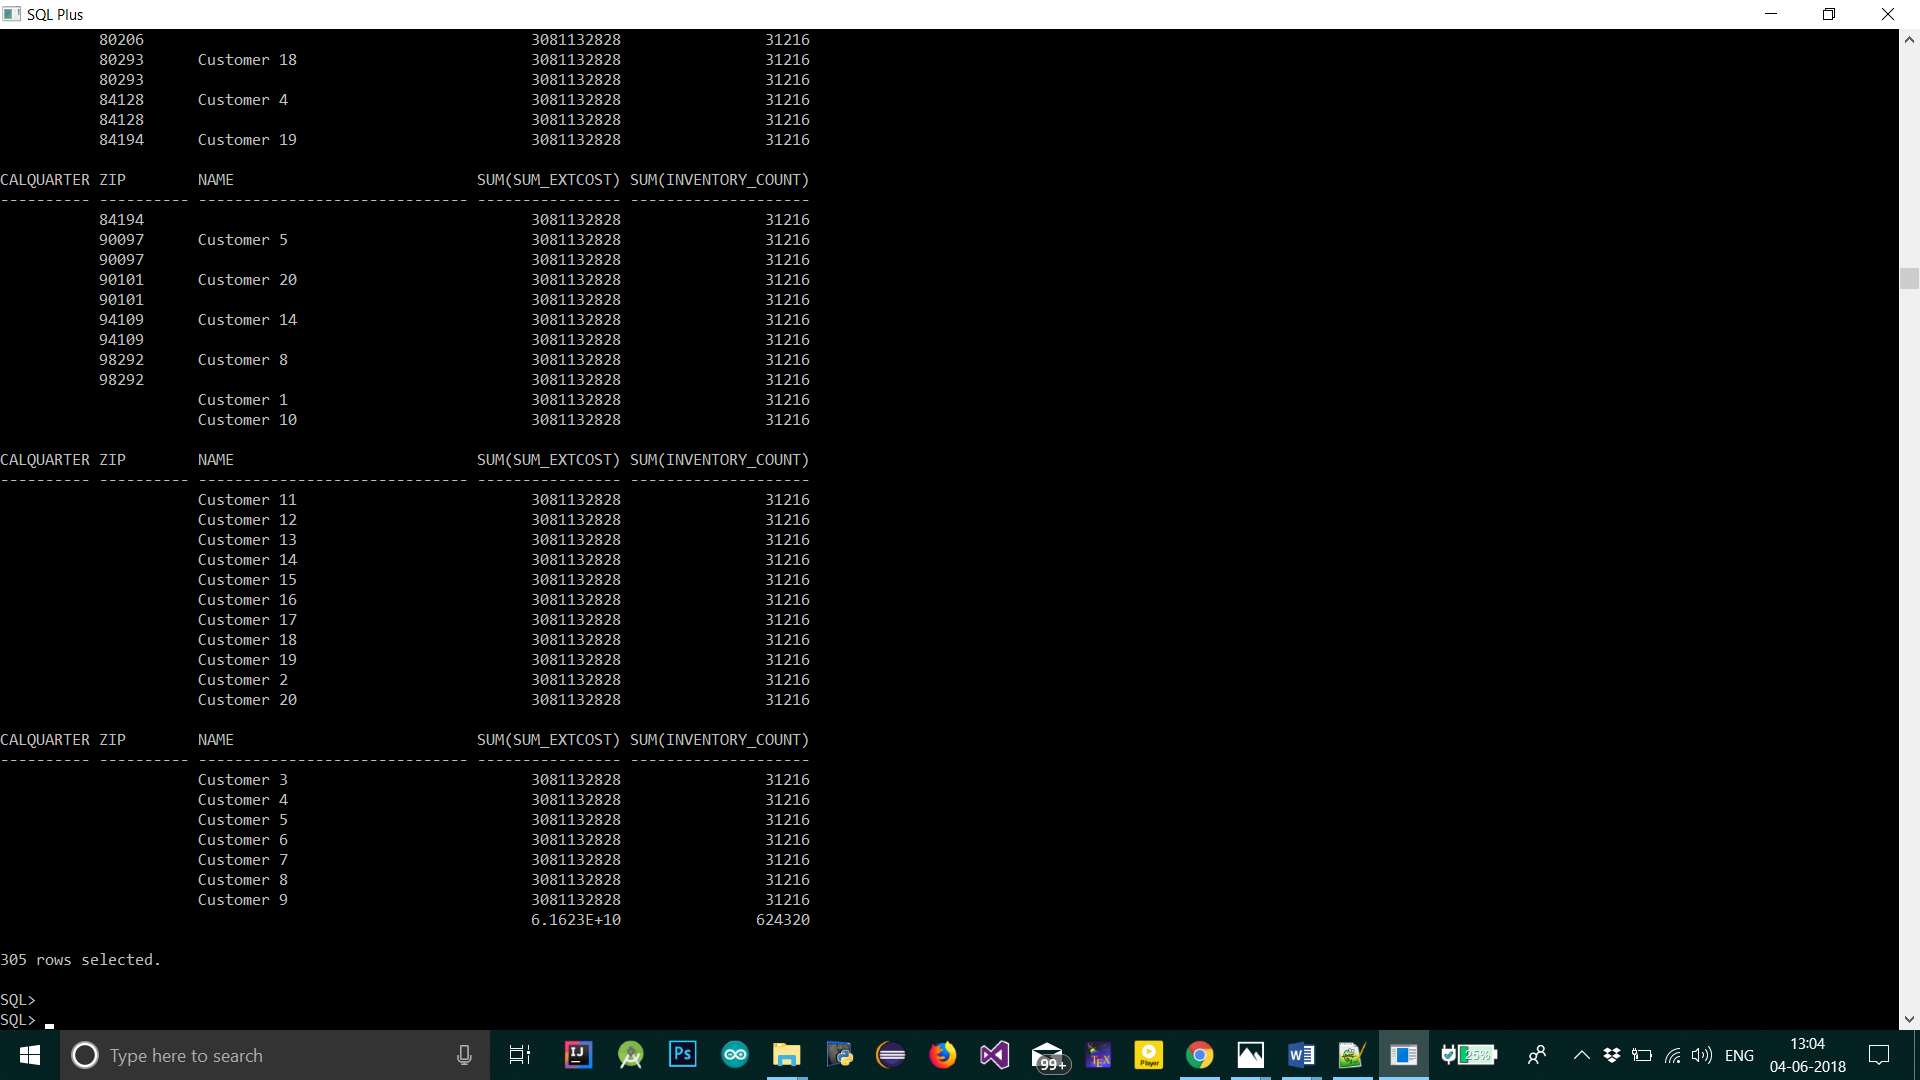 SQL Plus
80206 3081132828 31216
80293 Customer 18 3081132828 31216
80293 3081132828 31216
84128 Customer 4 3081132828 31216
84128 3081132828 31216
84194 Customer 19 3081132828 31216
CALQUARTER ZIP NAME SUM(SUM_EXTCOST) SUM(INVENTORY_COUNT)
---------- ---------- ------------------------------ ---------------- --------------------
84194 3081132828 31216
90097 Customer 5 3081132828 31216
90097 3081132828 31216
90101 Customer 20 3081132828 31216
90101 3081132828 31216
94109 Customer 14 3081132828 31216
94109 3081132828 31216
98292 Customer 8 3081132828 31216
98292 3081132828 31216
Customer 1 3081132828 31216
Customer 10 3081132828 31216
CALQUARTER ZIP NAME SUM(SUM_EXTCOST) SUM(INVENTORY_COUNT)
---------- ---------- ------------------------------ ---------------- --------------------
Customer 11 3081132828 31216
Customer 12 3081132828 31216
Customer 13 3081132828 31216
Customer 14 3081132828 31216
Customer 15 3081132828 31216
Customer 16 3081132828 31216
Customer 17 3081132828 31216
Customer 18 3081132828 31216
Customer 19 3081132828 31216
Customer 2 3081132828 31216
Customer 20 3081132828 31216
CALQUARTER ZIP NAME SUM(SUM_EXTCOST) SUM(INVENTORY_COUNT)
---------- ---------- ------------------------------ ---------------- --------------------
Customer 3 3081132828 31216
Customer 4 3081132828 31216
Customer 5 3081132828 31216
Customer 6 3081132828 31216
Customer 7 3081132828 31216
Customer 8 3081132828 31216
Customer 9 3081132828 31216
6.1623E+10 624320
305 rows selected.
SQL>
SQL>
Type here to search
IJ
Ps
99+
TEX
Player
25%
ENG
13:04
04-06-2018